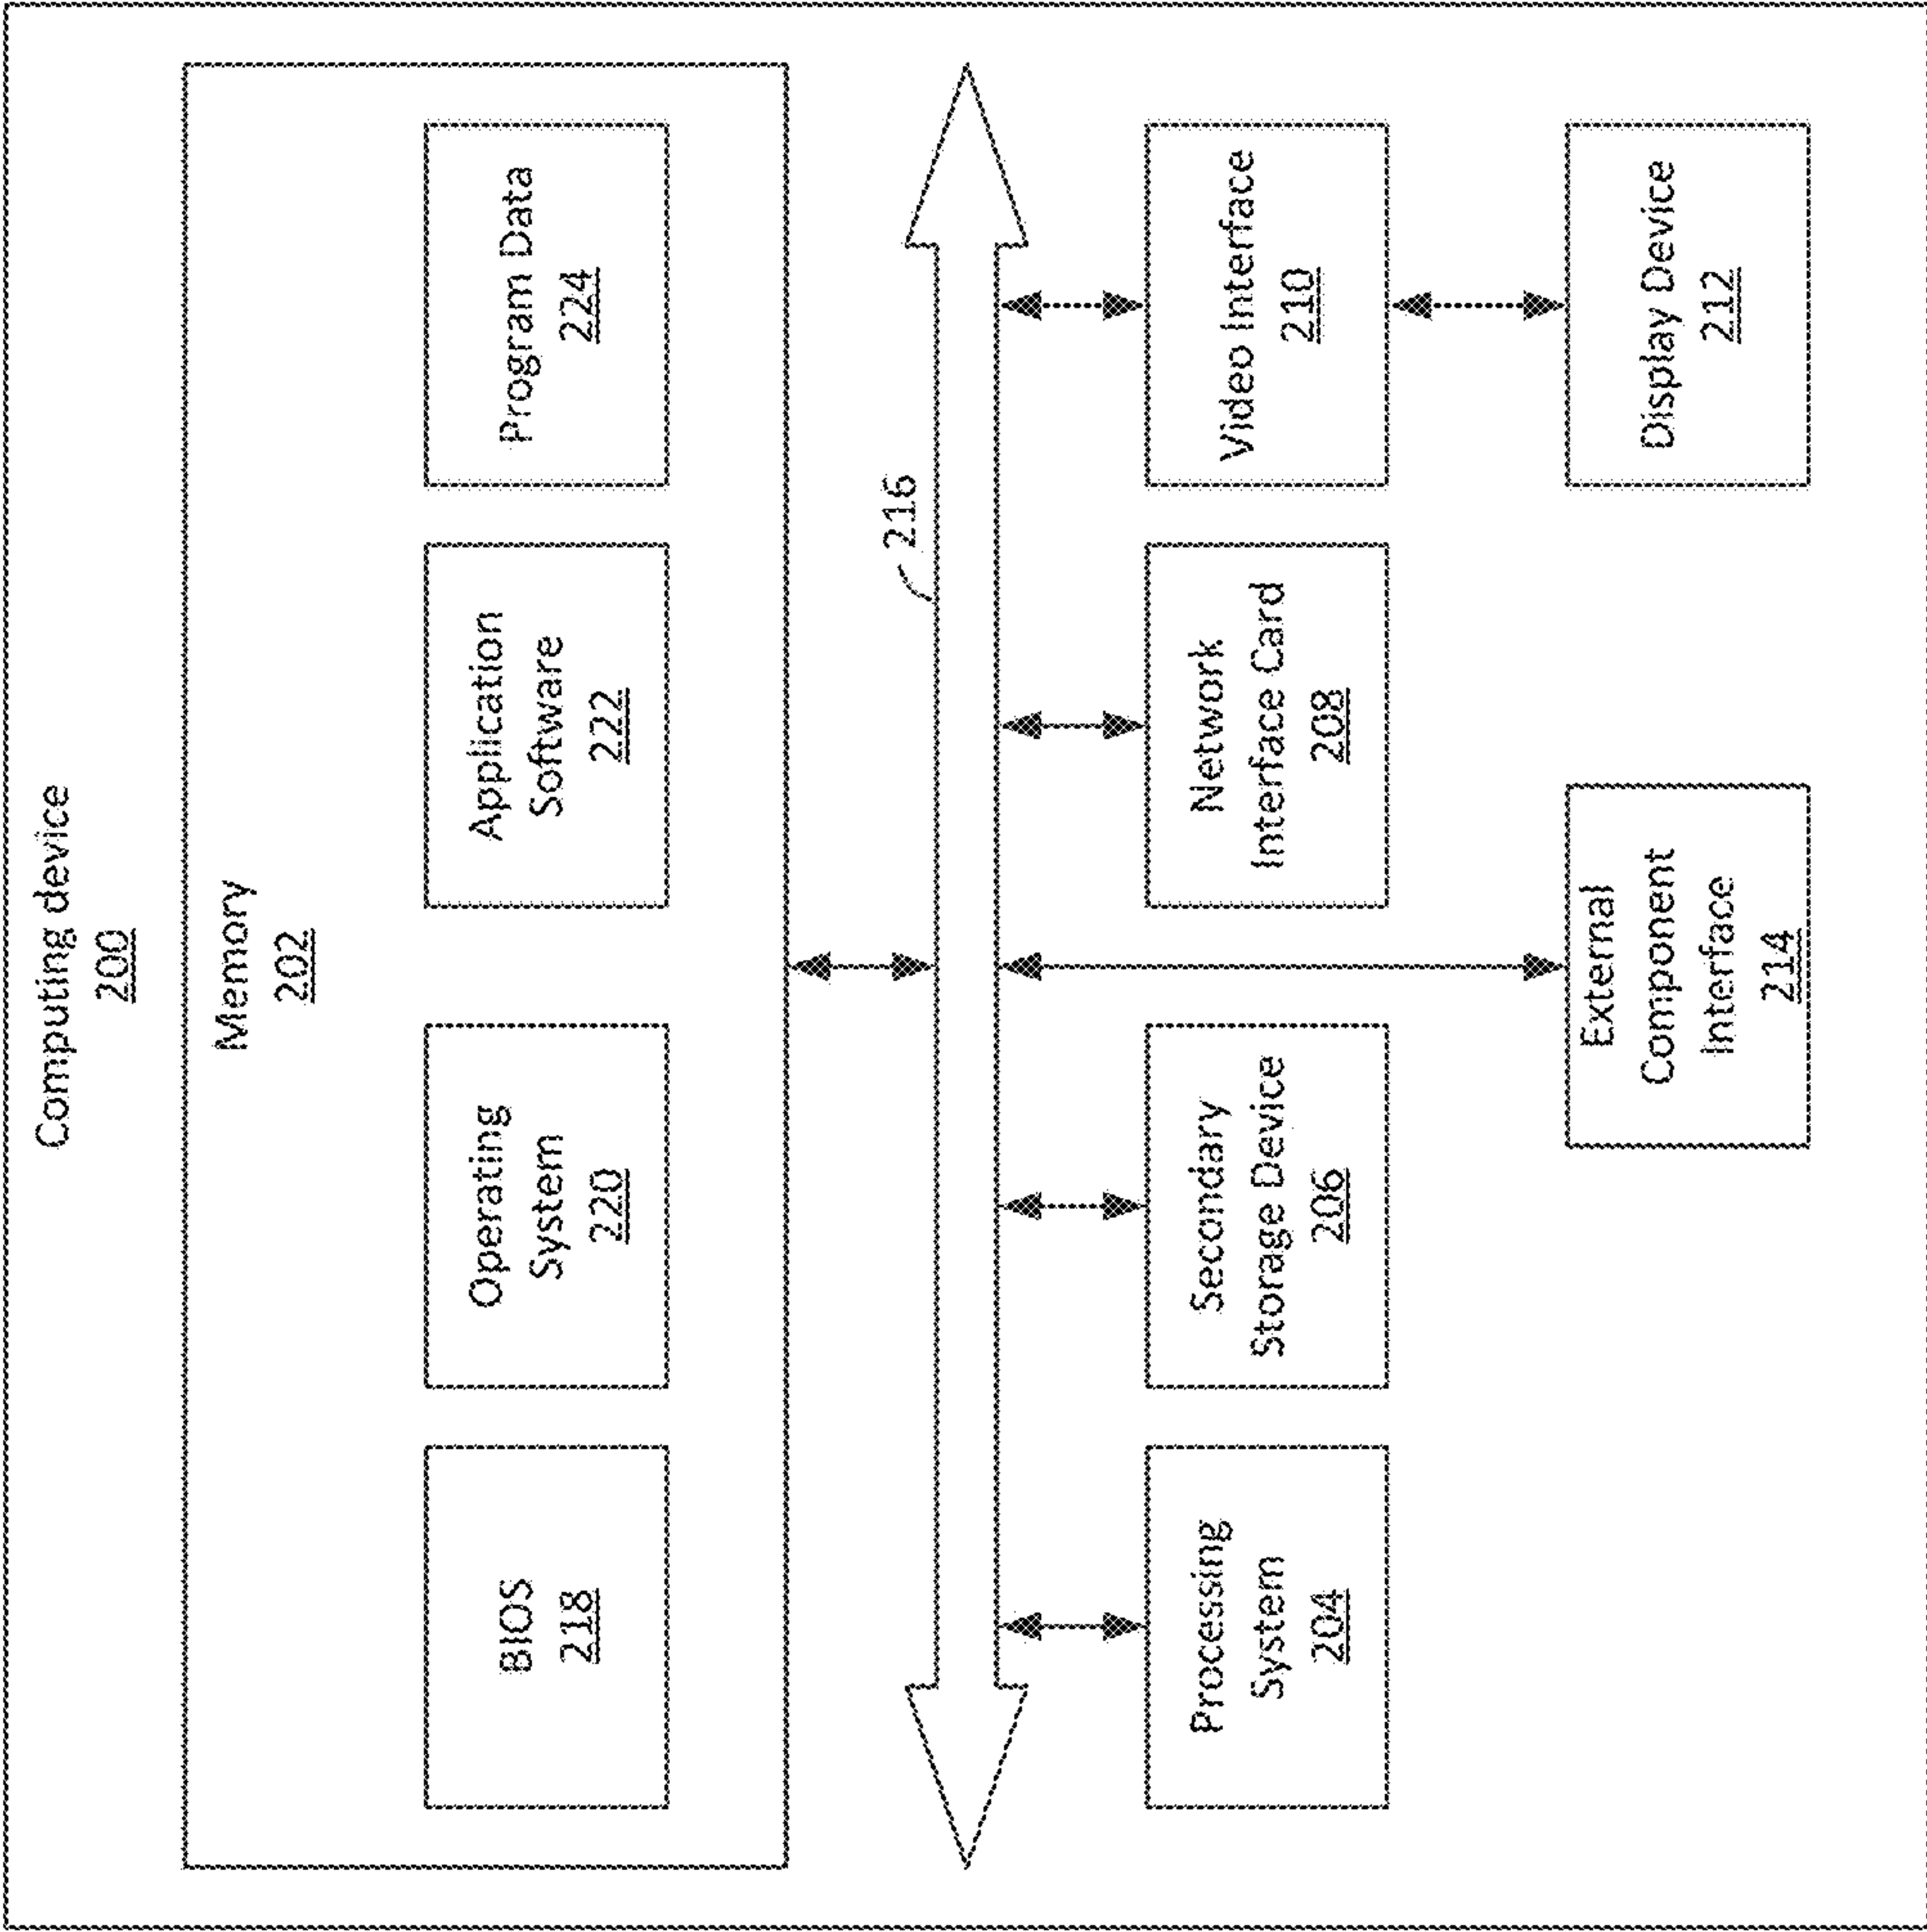 Computing device
200
Memory
202
BIOS
218
Operating
System
220
Application
Software
222
Program Data
224
216
Processing
System
204
Secondary
Storage Device
206
Network
Interface Card
208
Video Interface
210
External
Component
Interface
214
Display Device
212